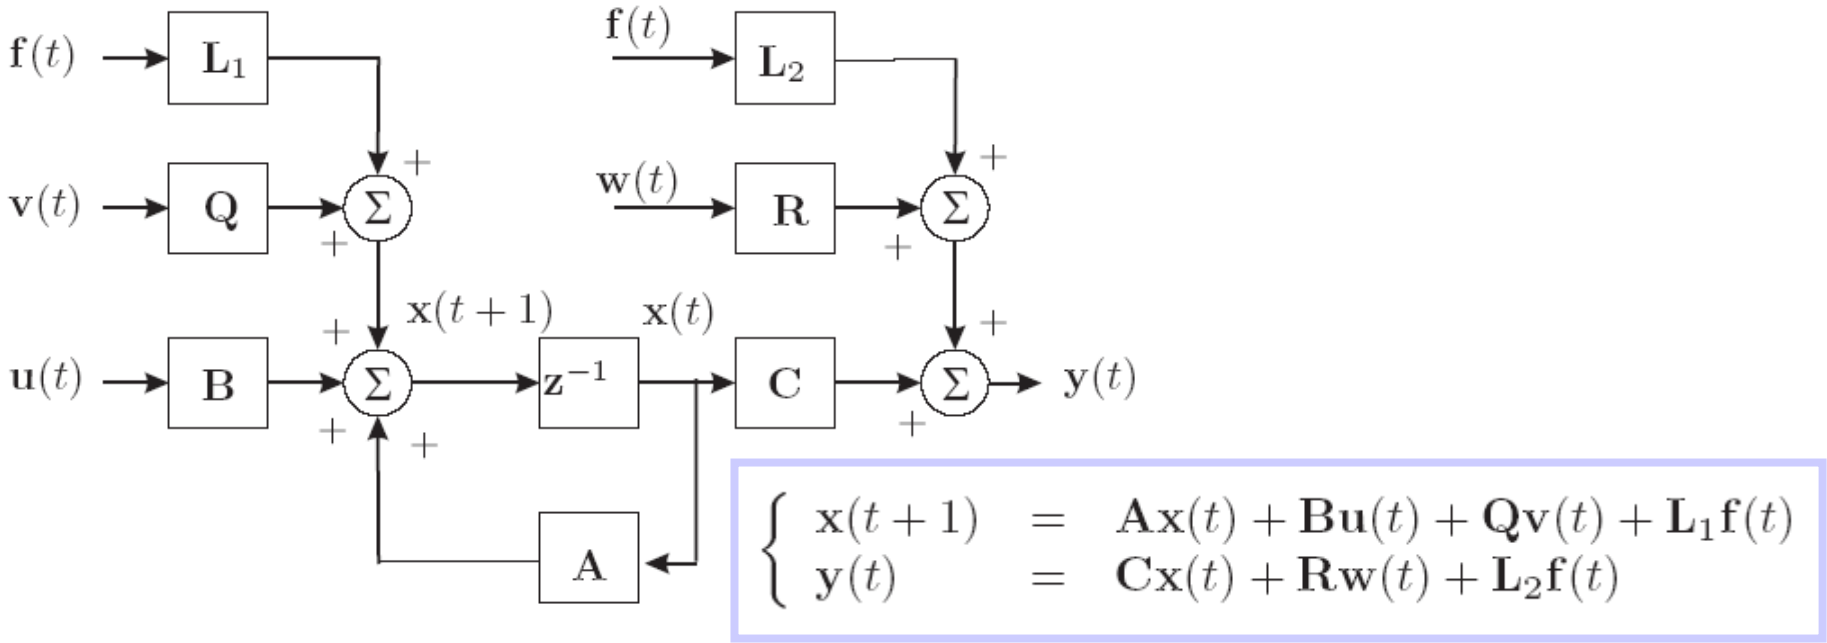 f(t) L₁ f(t) L₂
+ +
v(t) Q Σ w(t) R Σ
+ +
x(t + 1) x(t)
+ +
u(t) B Σ z⁻¹ C Σ y(t)
+ + +
A
x(t + 1) = Ax(t) + Bu(t) + Qv(t) + L₁f(t)
y(t) = Cx(t) + Rw(t) + L₂f(t)